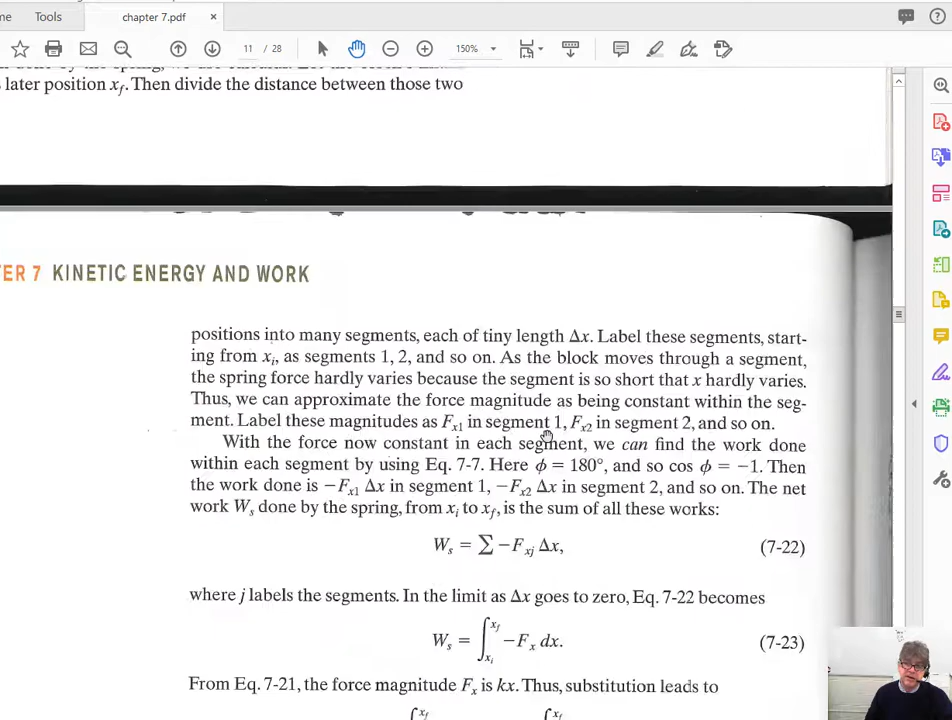 me Tools chapter 7.pdf ×
11 / 28 150%
s later position x_f. Then divide the distance between those two
ER 7 KINETIC ENERGY AND WORK
positions into many segments, each of tiny length Δx. Label these segments, start-
ing from x_i, as segments 1, 2, and so on. As the block moves through a segment,
the spring force hardly varies because the segment is so short that x hardly varies.
Thus, we can approximate the force magnitude as being constant within the seg-
ment. Label these magnitudes as F_x1 in segment 1, F_x2 in segment 2, and so on.
With the force now constant in each segment, we can find the work done
within each segment by using Eq. 7-7. Here ϕ = 180°, and so cos ϕ = −1. Then
the work done is −F_x1 Δx in segment 1, −F_x2 Δx in segment 2, and so on. The net
work W_s done by the spring, from x_i to x_f, is the sum of all these works:
W_s = ∑ −F_xj Δx, (7-22)
where j labels the segments. In the limit as Δx goes to zero, Eq. 7-22 becomes
W_s = ∫_{x_i}^{x_f} −F_x dx. (7-23)
From Eq. 7-21, the force magnitude F_x is kx. Thus, substitution leads to